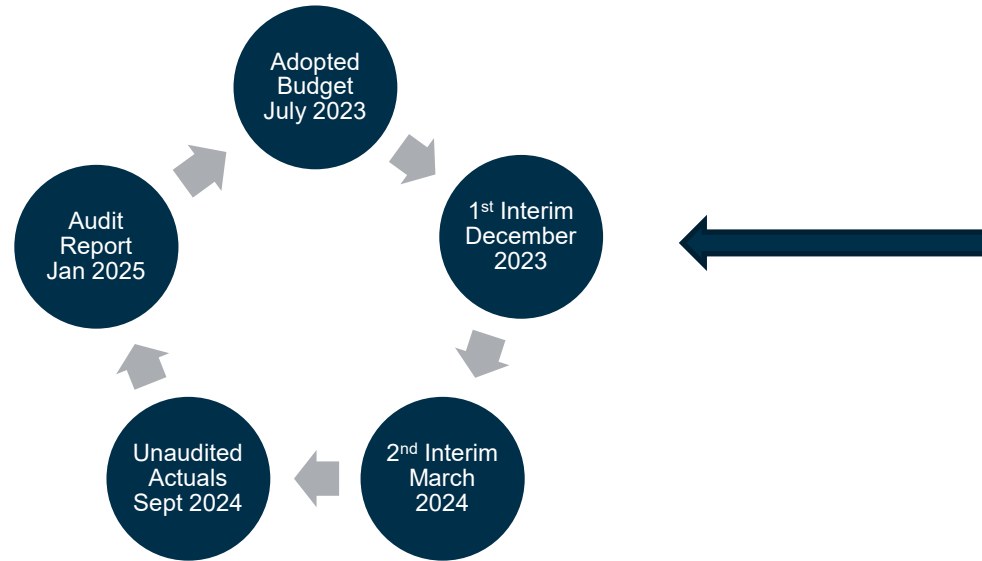 Adopted
Budget
July 2023
1st Interim
December
2023
2nd Interim
March
2024
Unaudited
Actuals
Sept 2024
Audit
Report
Jan 2025